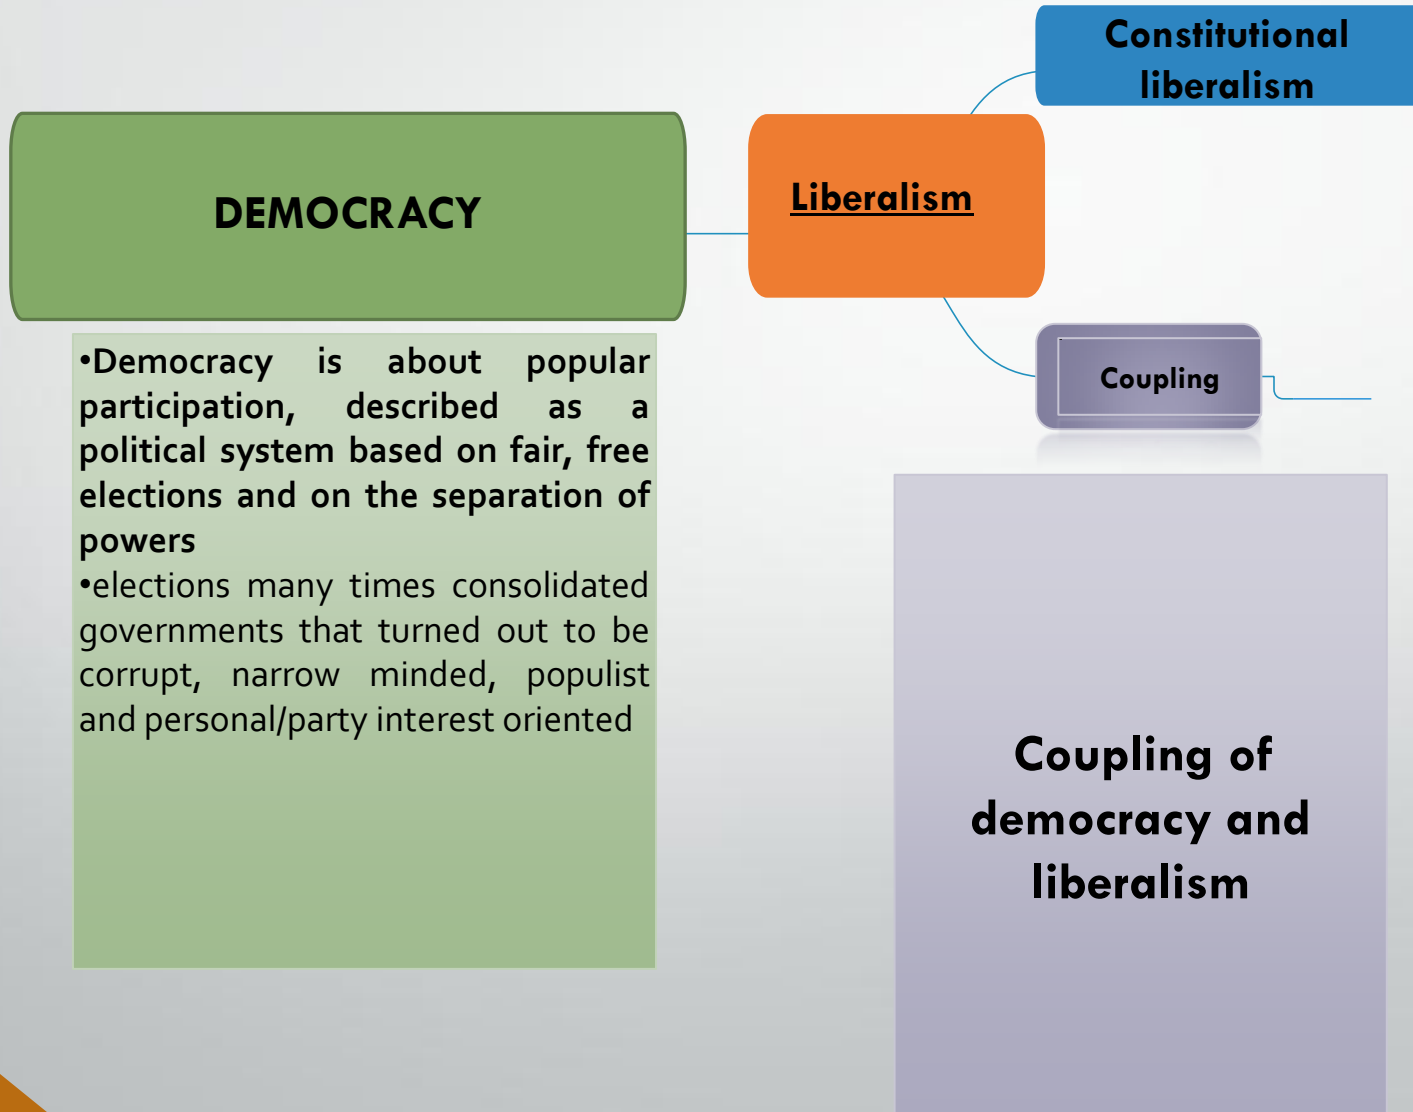 Constitutional
liberalism
DEMOCRACY
Liberalism
Coupling
•Democracy is about popular
participation, described as a
political system based on fair, free
elections and on the separation of
powers
•elections many times consolidated
governments that turned out to be
corrupt, narrow minded, populist
and personal/party interest oriented
Coupling of
democracy and
liberalism